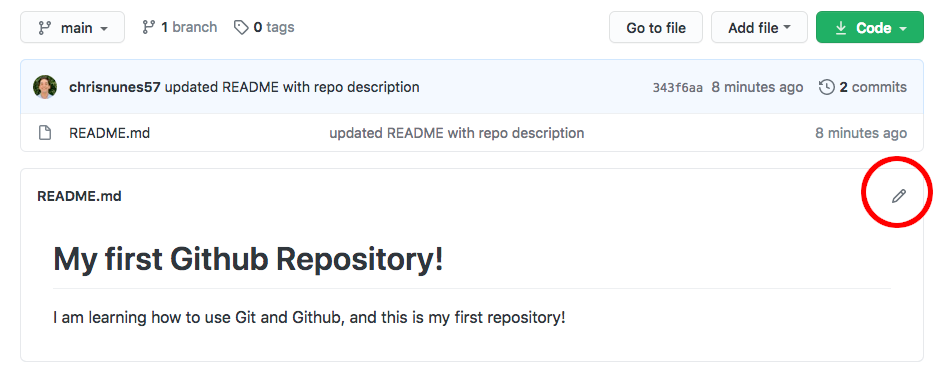 main 1 branch 0 tags Go to file Add file Code
chrisnunes57 updated README with repo description 343f6aa 8 minutes ago 2 commits
README.md updated README with repo description 8 minutes ago
README.md
My first Github Repository!
I am learning how to use Git and Github, and this is my first repository!